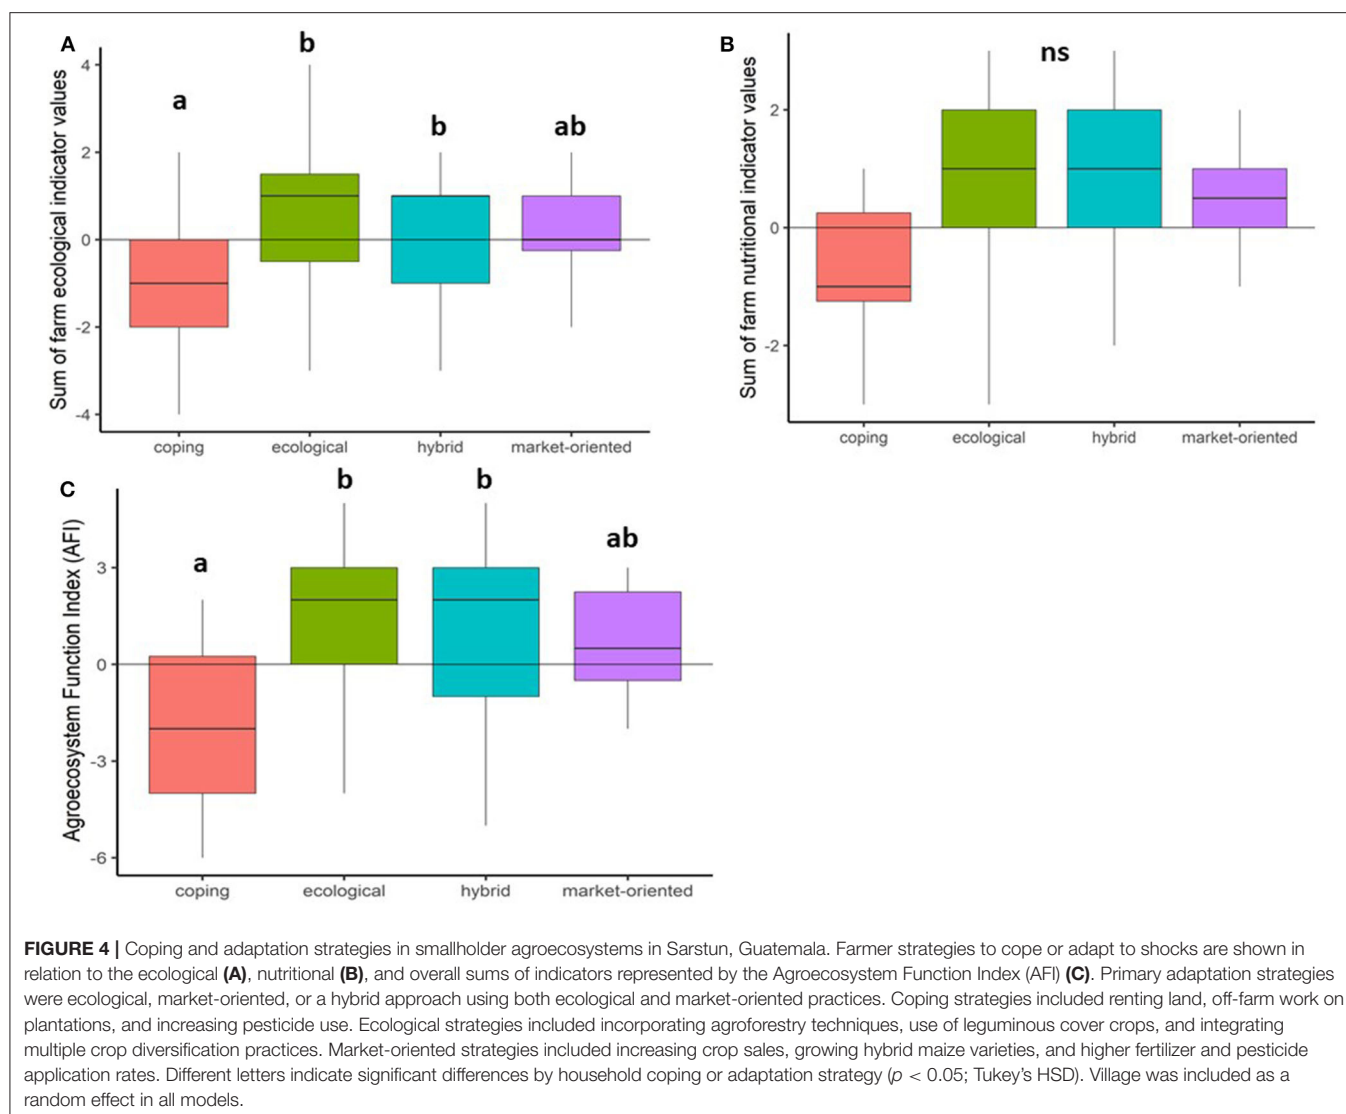 A
b
a
b
ab
Sum of farm ecological indicator values
4
2
0
-2
-4
coping ecological hybrid market-oriented
B
ns
Sum of farm nutritional indicator values
2
0
-2
coping ecological hybrid market-oriented
C
b
b
a
ab
Agroecosystem Function Index (AFI)
3
0
-3
-6
coping ecological hybrid market-oriented
FIGURE 4 | Coping and adaptation strategies in smallholder agroecosystems in Sarstun, Guatemala. Farmer strategies to cope or adapt to shocks are shown in
relation to the ecological (A), nutritional (B), and overall sums of indicators represented by the Agroecosystem Function Index (AFI) (C). Primary adaptation strategies
were ecological, market-oriented, or a hybrid approach using both ecological and market-oriented practices. Coping strategies included renting land, off-farm work on
plantations, and increasing pesticide use. Ecological strategies included incorporating agroforestry techniques, use of leguminous cover crops, and integrating
multiple crop diversification practices. Market-oriented strategies included increasing crop sales, growing hybrid maize varieties, and higher fertilizer and pesticide
application rates. Different letters indicate significant differences by household coping or adaptation strategy (p < 0.05; Tukey's HSD). Village was included as a
random effect in all models.